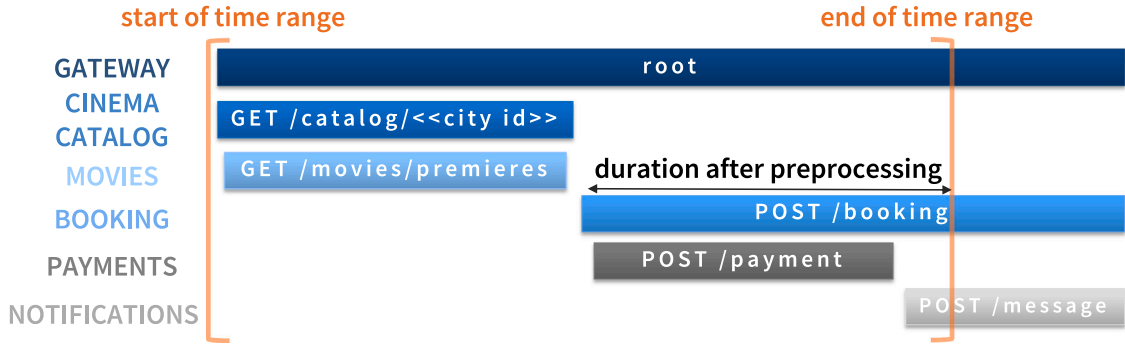 start of time range
end of time range
GATEWAY
root
CINEMA
CATALOG
GET /catalog/<<city id>>
MOVIES
GET /movies/premieres
duration after preprocessing
BOOKING
POST /booking
PAYMENTS
POST /payment
NOTIFICATIONS
POST /message